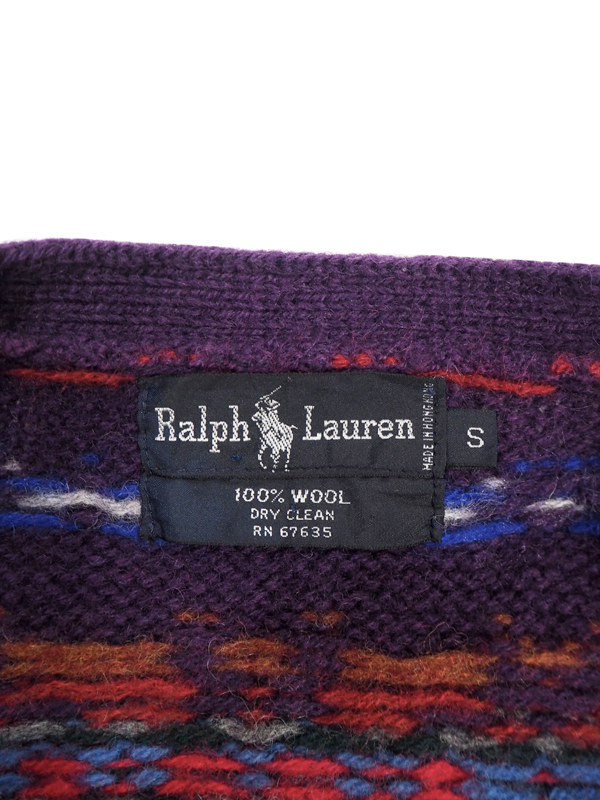 Ralph Lauren
MADE IN HONG KONG
S
100% WOOL
DRY CLEAN
RN 67635